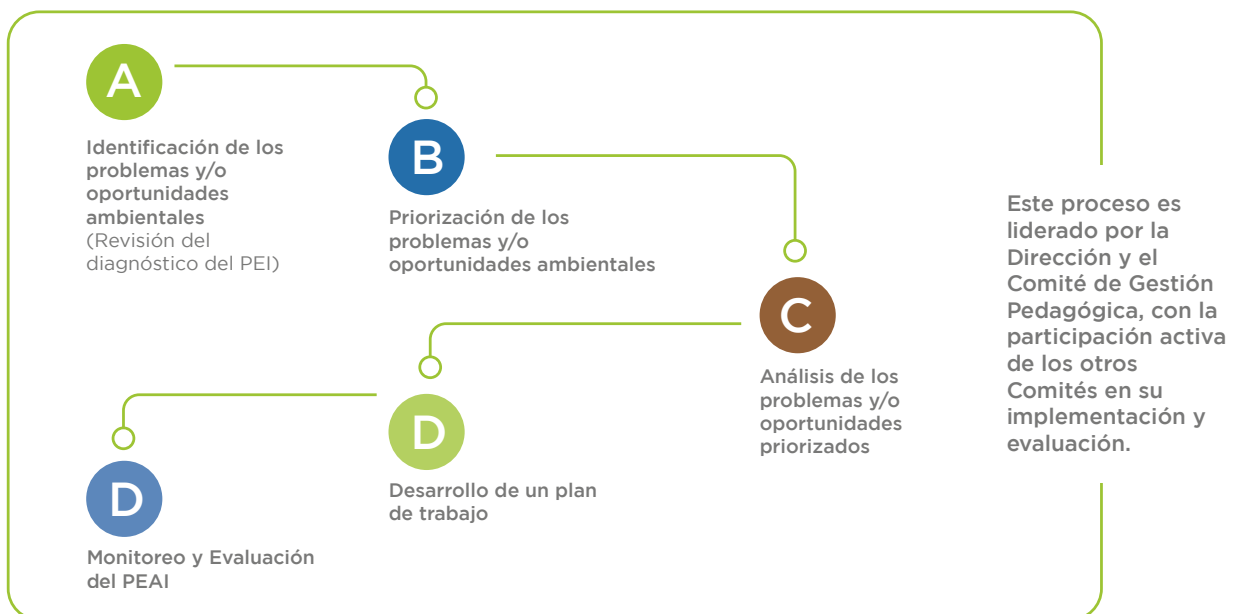 A
Identificación de los
problemas y/o
oportunidades
ambientales
(Revisión del
diagnóstico del PEI)
B
Priorización de los
problemas y/o
oportunidades ambientales
C
Análisis de los
problemas y/o
oportunidades
priorizados
D
Desarrollo de un plan
de trabajo
D
Monitoreo y Evaluación
del PEAI
Este proceso es
liderado por la
Dirección y el
Comité de Gestión
Pedagógica, con la
participación activa
de los otros
Comités en su
implementación y
evaluación.